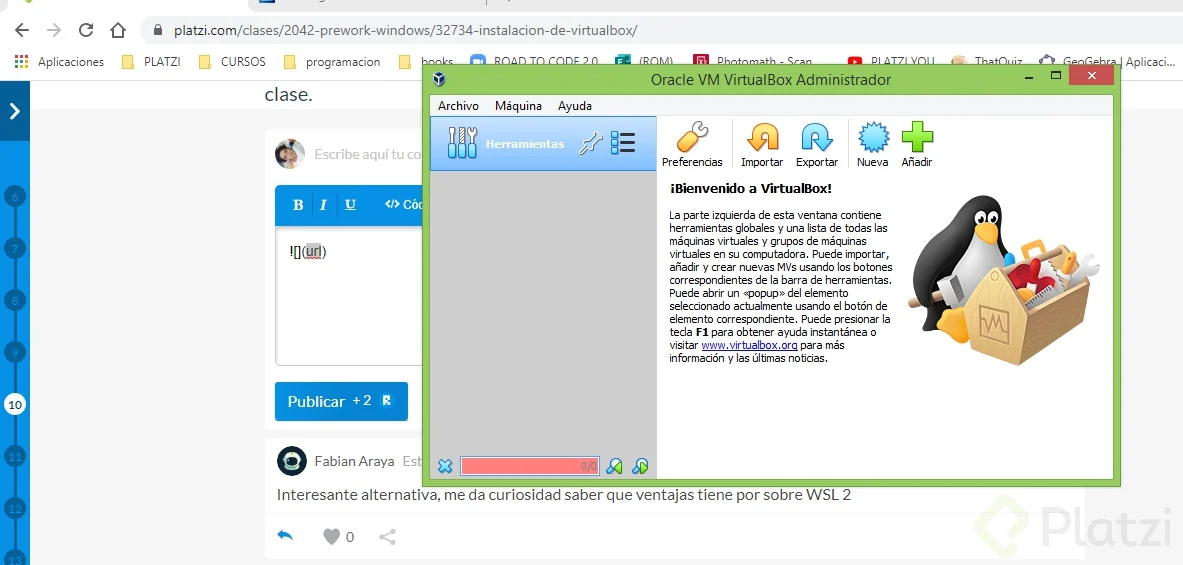 platzi.com/clases/2042-prework-windows/32734-instalacion-de-virtualbox/
Aplicaciones PLATZI CURSOS programacion books ROAD TO CODE 2.0 (ROM) Photomath - Scan... PLATZI YOU ThatQuiz GeoGebra | Aplicaci...
clase.
Escribe aquí tu co
B I U </> Cóc
![](url)
Publicar +2
Fabian Araya Est
Interesante alternativa, me da curiosidad saber que ventajas tiene por sobre WSL 2
0
6
7
8
9
10
11
12
13
Oracle VM VirtualBox Administrador
Archivo Máquina Ayuda
Herramientas
Preferencias Importar Exportar Nueva Añadir
¡Bienvenido a VirtualBox!
La parte izquierda de esta ventana contiene
herramientas globales y una lista de todas las
máquinas virtuales y grupos de máquinas
virtuales en su computadora. Puede importar,
añadir y crear nuevas MVs usando los botones
correspondientes de la barra de herramientas.
Puede abrir un «popup» del elemento
seleccionado actualmente usando el botón de
elemento correspondiente. Puede presionar la
tecla F1 para obtener ayuda instantánea o
visitar www.virtualbox.org para más
información y las últimas noticias.
0/0
Platzi